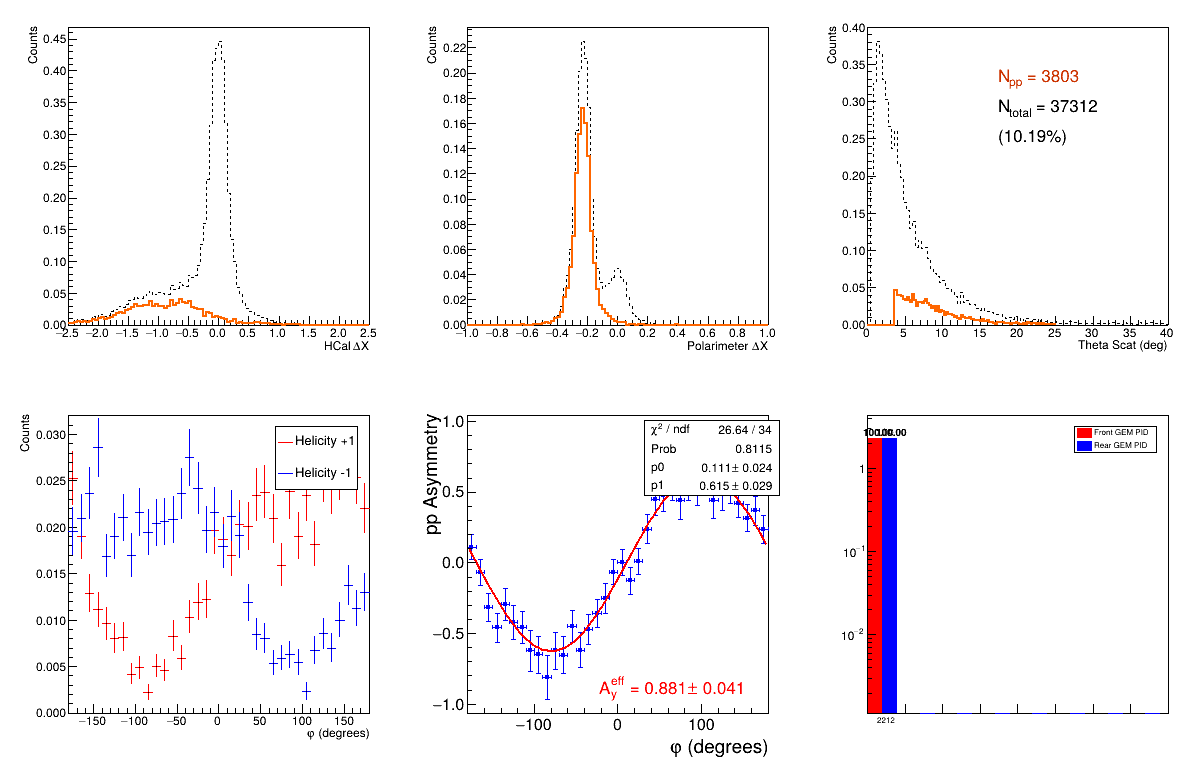 Counts
0.45
0.40
0.35
0.30
0.25
0.20
0.15
0.10
0.05
0.00
−2.5 −2.0 −1.5 −1.0 −0.5 0.0 0.5 1.0 1.5 2.0 2.5
HCal ΔX
Counts
0.22
0.20
0.18
0.16
0.14
0.12
0.10
0.08
0.06
0.04
0.02
0.00
−1.0 −0.8 −0.6 −0.4 −0.2 0.0 0.2 0.4 0.6 0.8 1.0
Polarimeter ΔX
Counts
0.40
0.35
0.30
0.25
0.20
0.15
0.10
0.05
0.00
N_pp = 3803
N_total = 37312
(10.19%)
0 5 10 15 20 25 30 35 40
Theta Scat (deg)
Counts
0.030
0.025
0.020
0.015
0.010
0.005
0.000
Helicity +1
Helicity -1
−150 −100 −50 0 50 100 150
φ (degrees)
pp Asymmetry
1.0
0.5
0.0
−0.5
−1.0
χ² / ndf 26.64 / 34
Prob 0.8115
p0 0.111 ± 0.024
p1 0.615 ± 0.029
A_y^eff = 0.881 ± 0.041
−100 0 100
φ (degrees)
1
10⁻¹
10⁻²
Front GEM PID
Rear GEM PID
2212